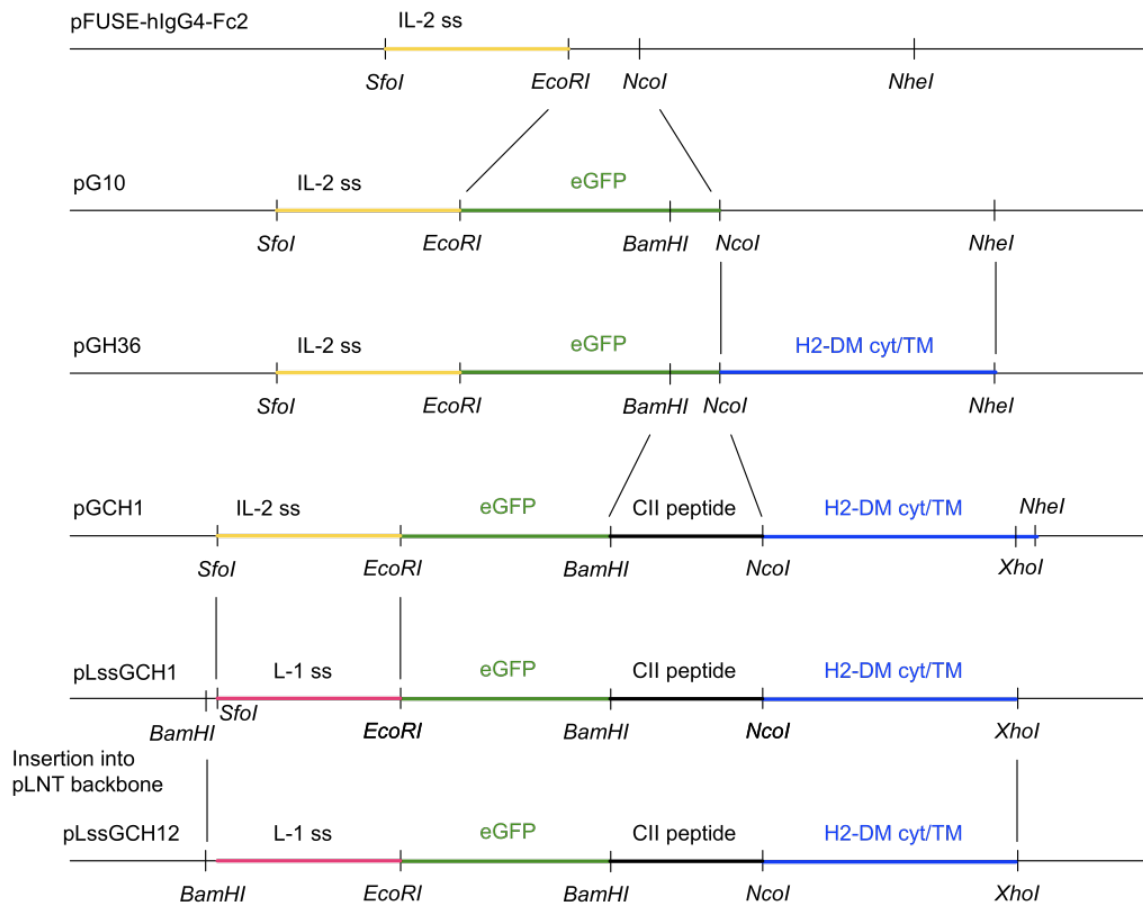 pFUSE-hIgG4-Fc2 IL-2 ss
SfoI EcoRI NcoI NheI
pG10 IL-2 ss eGFP
SfoI EcoRI BamHI NcoI NheI
pGH36 IL-2 ss eGFP H2-DM cyt/TM
SfoI EcoRI BamHI NcoI NheI
pGCH1 IL-2 ss eGFP CII peptide H2-DM cyt/TM NheI
SfoI EcoRI BamHI NcoI XhoI
pLssGCH1 L-1 ss eGFP CII peptide H2-DM cyt/TM
BamHI SfoI EcoRI BamHI NcoI XhoI
Insertion into
pLNT backbone
pLssGCH12 L-1 ss eGFP CII peptide H2-DM cyt/TM
BamHI EcoRI BamHI NcoI XhoI